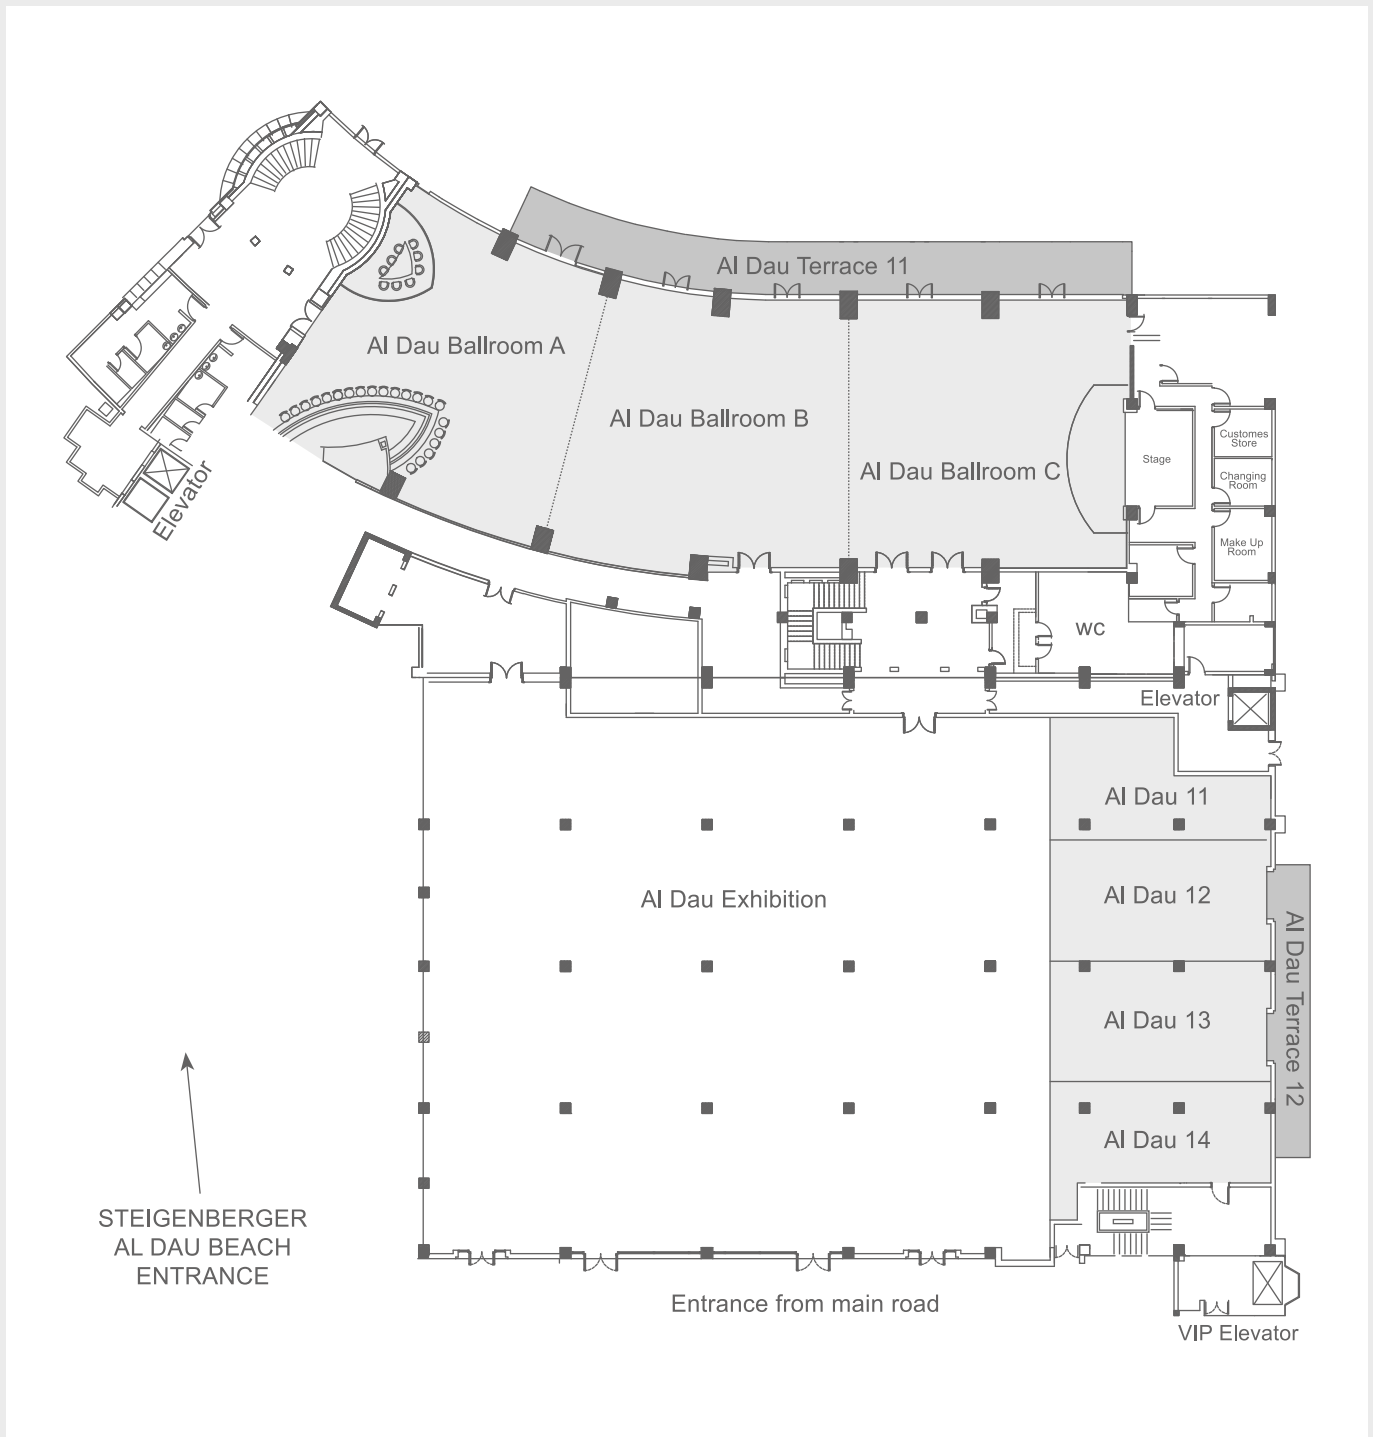 Al Dau Terrace 11
Al Dau Ballroom A
Al Dau Ballroom B
Al Dau Ballroom C
Stage
Customes
Store
Changing
Room
Make Up
Room
Elevator
wc
Elevator
Al Dau 11
Al Dau Exhibition
Al Dau 12
Al Dau 13
Al Dau Terrace 12
Al Dau 14
STEIGENBERGER
AL DAU BEACH
ENTRANCE
Entrance from main road
VIP Elevator